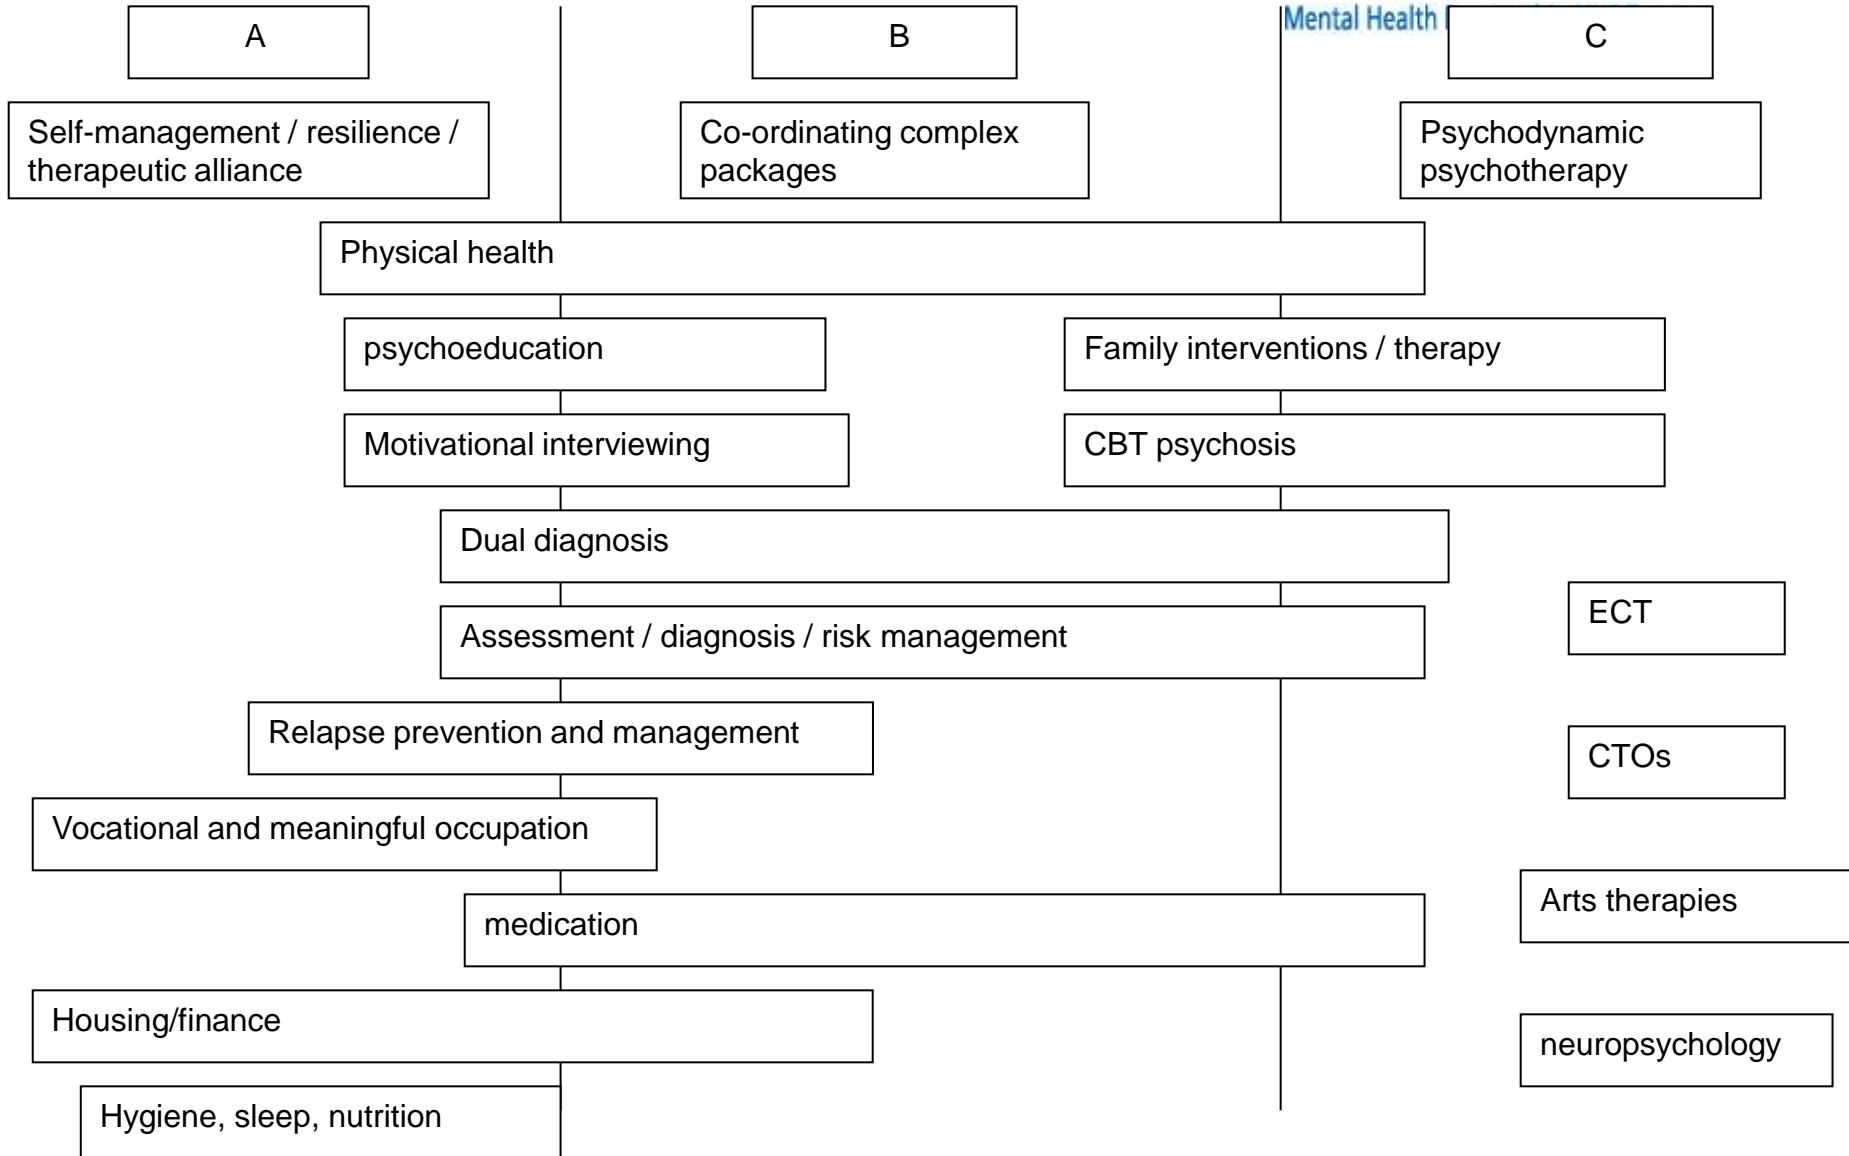 Mental Health
A
B
C
Self-management / resilience /
therapeutic alliance
Co-ordinating complex
packages
Psychodynamic
psychotherapy
Physical health
psychoeducation
Family interventions / therapy
Motivational interviewing
CBT psychosis
Dual diagnosis
ECT
Assessment / diagnosis / risk management
Relapse prevention and management
CTOs
Vocational and meaningful occupation
Arts therapies
medication
Housing/finance
neuropsychology
Hygiene, sleep, nutrition